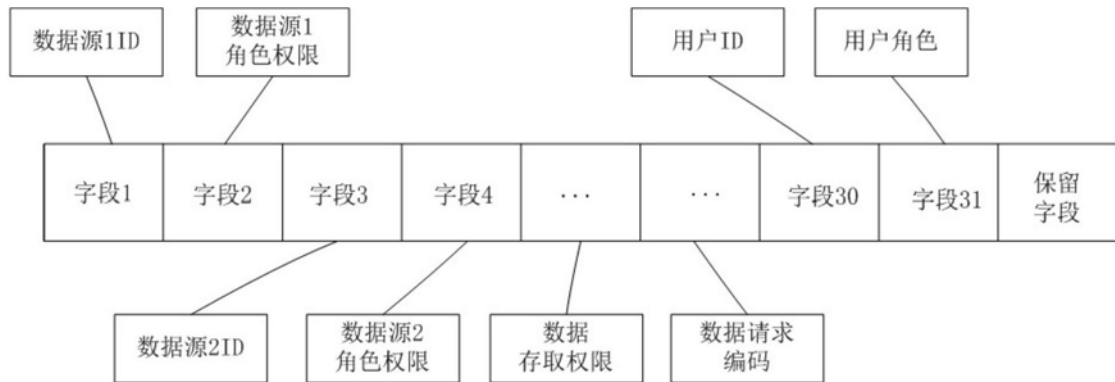 数据源1ID
数据源1
角色权限
用户ID
用户角色
字段1
字段2
字段3
字段4
...
...
字段30
字段31
保留
字段
数据源2ID
数据源2
角色权限
数据
存取权限
数据请求
编码